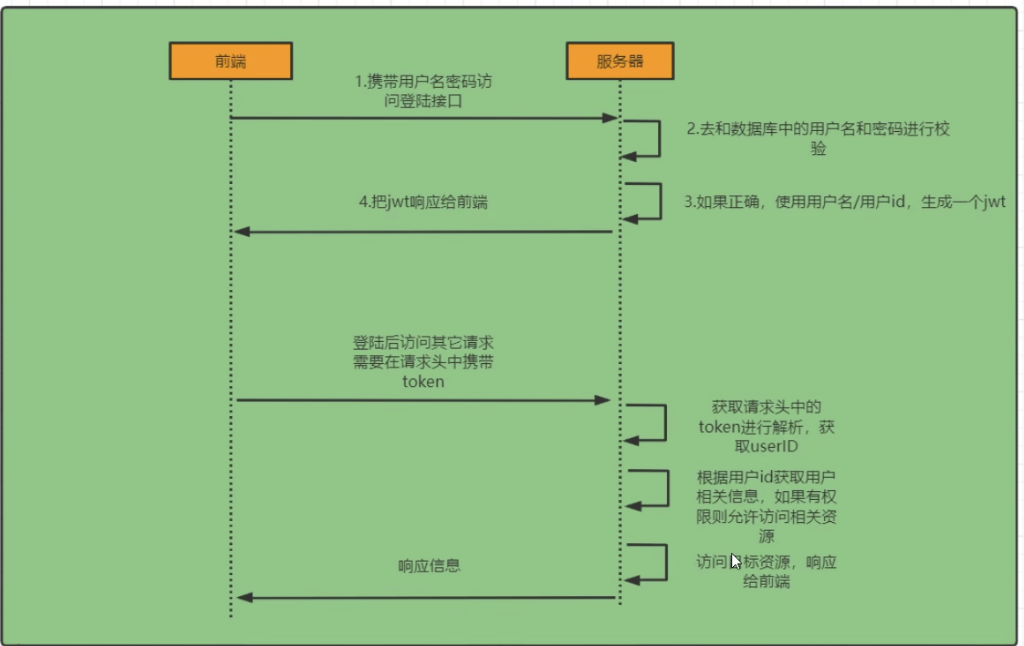 前端
服务器
1.携带用户名密码访
问登陆接口
2.去和数据库中的用户名和密码进行校
验
3.如果正确，使用用户名/用户id，生成一个jwt
4.把jwt响应给前端
登陆后访问其它请求
需要在请求头中携带
token
获取请求头中的
token进行解析，获
取userID
根据用户id获取用户
相关信息，如果有权
限则允许访问相关资
源
访问 标资源，响应
给前端
响应信息